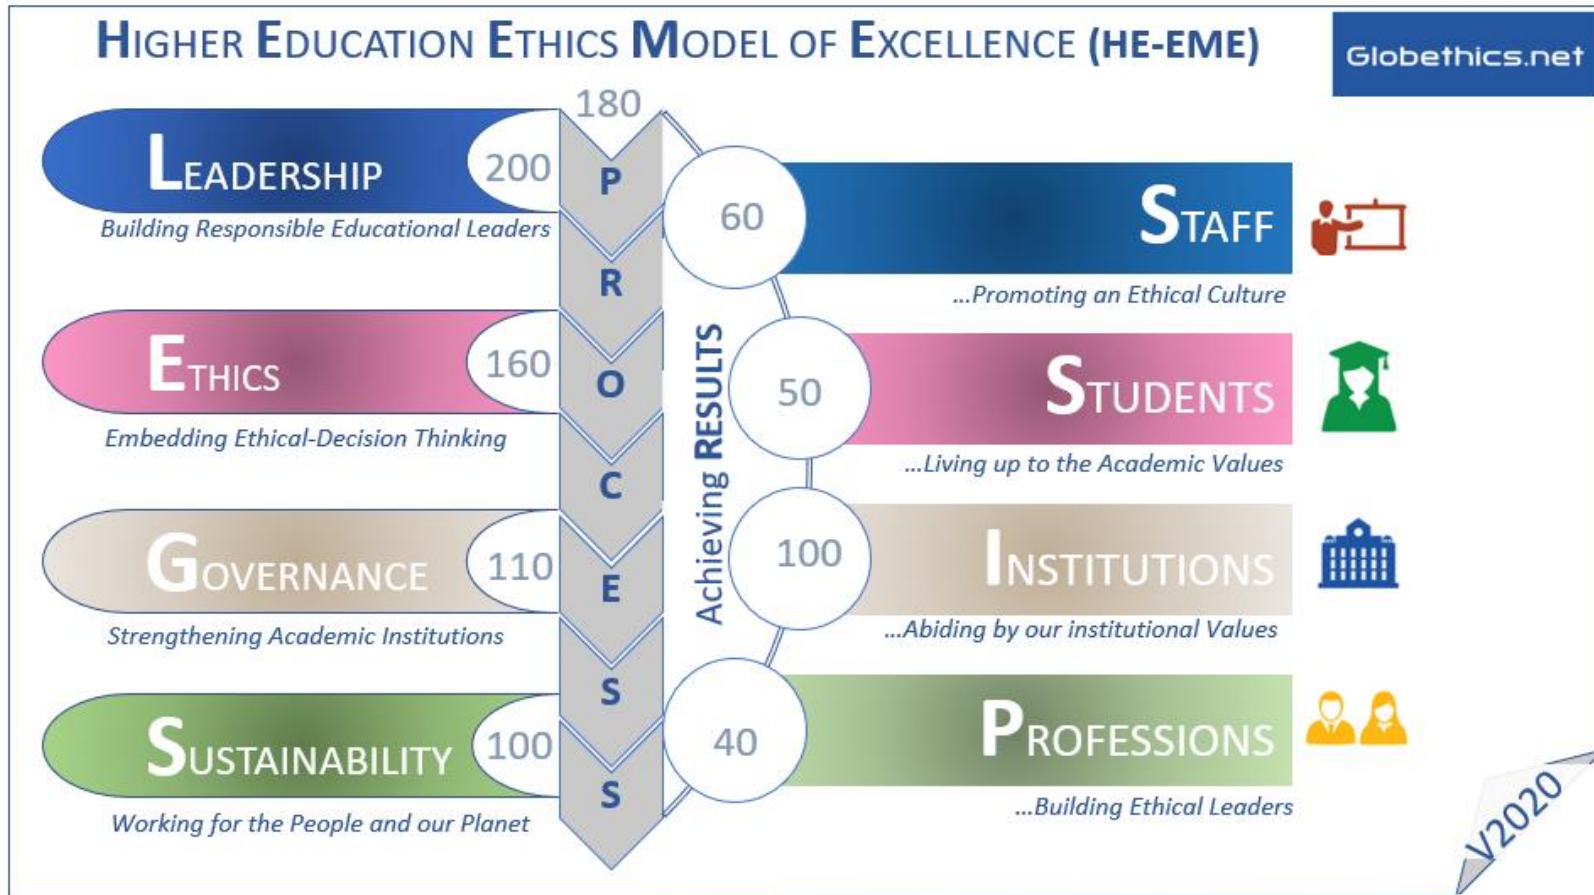 HIGHER EDUCATION ETHICS MODEL OF EXCELLENCE (HE-EME)
Globethics.net
LEADERSHIP
200
Building Responsible Educational Leaders
ETHICS
160
Embedding Ethical-Decision Thinking
GOVERNANCE
110
Strengthening Academic Institutions
SUSTAINABILITY
100
Working for the People and our Planet
180
P
R
O
C
E
S
S
Achieving RESULTS
60
STAFF
...Promoting an Ethical Culture
50
STUDENTS
...Living up to the Academic Values
100
INSTITUTIONS
...Abiding by our institutional Values
40
PROFESSIONS
...Building Ethical Leaders
V2020